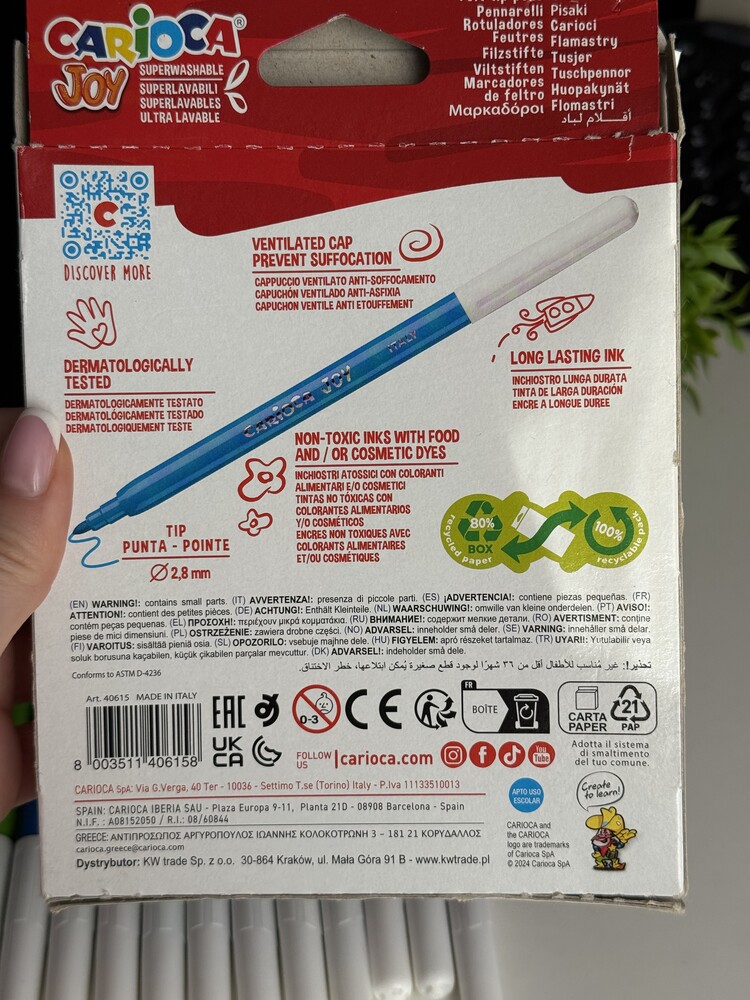 CARIOCA®
JOY
SUPERWASHABLE
SUPERLAVABILI
SUPERLAVABLES
ULTRA LAVABLE
Pennarelli
Rotuladores
Feutres
Filzstifte
Viltstiften
Marcadores
de feltro
Μαρκαδόροι
Pisaki
Carioci
Flamastry
Tusjer
Tuschpennor
Huopakynät
Flomastri
أقـــلام لباد
DISCOVER MORE
VENTILATED CAP
PREVENT SUFFOCATION
CAPPUCCIO VENTILATO ANTI-SOFFOCAMENTO
CAPUCHÓN VENTILADO ANTI-ASFIXIA
CAPUCHON VENTILE ANTI ETOUFFEMENT
DERMATOLOGICALLY
TESTED
DERMATOLOGICAMENTE TESTATO
DERMATOLÓGICAMENTE TESTADO
DERMATOLOGIQUEMENT TESTE
LONG LASTING INK
INCHIOSTRO LUNGA DURATA
TINTA DE LARGA DURACIÓN
ENCRE A LONGUE DUREE
CARIOCA JOY ITALY
NON-TOXIC INKS WITH FOOD
AND / OR COSMETIC DYES
INCHIOSTRI ATOSSICI CON COLORANTI
ALIMENTARI E/O COSMETICI
TINTAS NO TÓXICAS CON
COLORANTES ALIMENTARIOS
Y/O COSMÉTICOS
ENCRES NON TOXIQUES AVEC
COLORANTS ALIMENTAIRES
ET/OU COSMÉTIQUES
TIP
PUNTA - POINTE
Ø 2,8 mm
80%
BOX
recycled paper
100%
recyclable pack
(EN) WARNING!: contains small parts. (IT) AVVERTENZA!: presenza di piccole parti. (ES) ¡ADVERTENCIA!: contiene piezas pequeñas. (FR)
ATTENTION!: contient des petites pièces. (DE) ACHTUNG!: Enthält Kleinteile. (NL) WAARSCHUWING!: omwille van kleine onderdelen. (PT) AVISO!:
contém peças pequenas. (EL) ΠΡΟΣΟΧΗ!: περιέχουν μικρά κομματάκια. (RU) ВНИМАНИЕ!: содержит мелкие детали. (RO) AVERTISMENT: conține
piese de mici dimensiuni. (PL) OSTRZEŻENIE: zawiera drobne części. (NO) ADVARSEL: inneholder små deler. (SE) VARNING: innehåller små delar.
(FI) VAROITUS: sisältää pieniä osia. (SL) OPOZORILO: vsebuje majhne dele. (HU) FIGYELEM: apró részeket tartalmaz. (TR) UYARI!: Yutulabilir veya
soluk borusuna kaçabilen, küçük çıkabilen parçalar mevcuttur. (DK) ADVARSEL!: indeholder små dele.
تحذير!: غير مُناسب للأطفال أقل من ٣٦ شهرًا لوجود قطع صغيرة يُمكن ابتلاعها، خطر الاختناق.
Conforms to ASTM D-4236
Art. 40615 MADE IN ITALY
8 003511 406158
EAC
UK
CA
0-3
CE
FR
BOÎTE
CARTA
PAPER
21
PAP
FOLLOW
US
carioca.com
You
Tube
Adotta il sistema
di smaltimento
del tuo comune.
CARIOCA SpA: Via G.Verga, 40 Ter - 10036 - Settimo T.se (Torino) Italy - P.Iva 11133510013
SPAIN: CARIOCA IBERIA SAU - Plaza Europa 9-11, Planta 21D - 08908 Barcelona - Spain
N.I.F. : A08152050 / R.I.: 08/60844
GREECE: ΑΝΤΙΠΡΟΣΩΠΟΣ ΑΡΓΥΡΟΠΟΥΛΟΣ ΙΩΑΝΝΗΣ ΚΟΛΟΚΟΤΡΩΝΗ 3 – 181 21 ΚΟΡΥΔΑΛΛΟΣ
carioca.greece@carioca.com
Dystrybutor: KW trade Sp. z o.o. 30-864 Kraków, ul. Mała Góra 91 B - www.kwtrade.pl
APTO USO
ESCOLAR
Create
to learn!
CARIOCA and
the CARIOCA
logo are trademarks
of Carioca SpA
© 2024 Carioca SpA